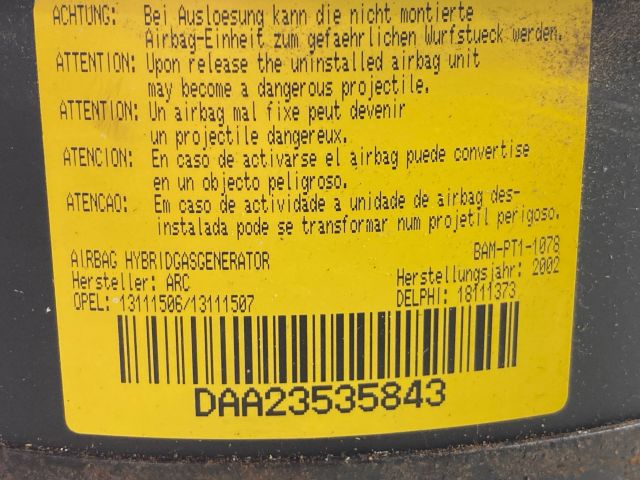 ACHTUNG: Bei Ausloesung kann die nicht montierte
Airbag-Einheit zum gefaehrlichen Wurfstueck werden.
ATTENTION: Upon release the uninstalled airbag unit
may become a dangerous projectile.
ATTENTION: Un airbag mal fixe peut devenir
un projectile dangereux.
ATENCION: En caso de activarse el airbag puede convertise
en un objecto peligroso.
ATENCAO: Em caso de actividade a unidade de airbag des-
instalada pode se transformar num projetil perigoso.
AIRBAG HYBRIDGASGENERATOR BAM-PT1-1078
Hersteller: ARC Herstellungsjahr: 2002
OPEL: 13111506/13111507 DELPHI: 18111373
DAA23535843